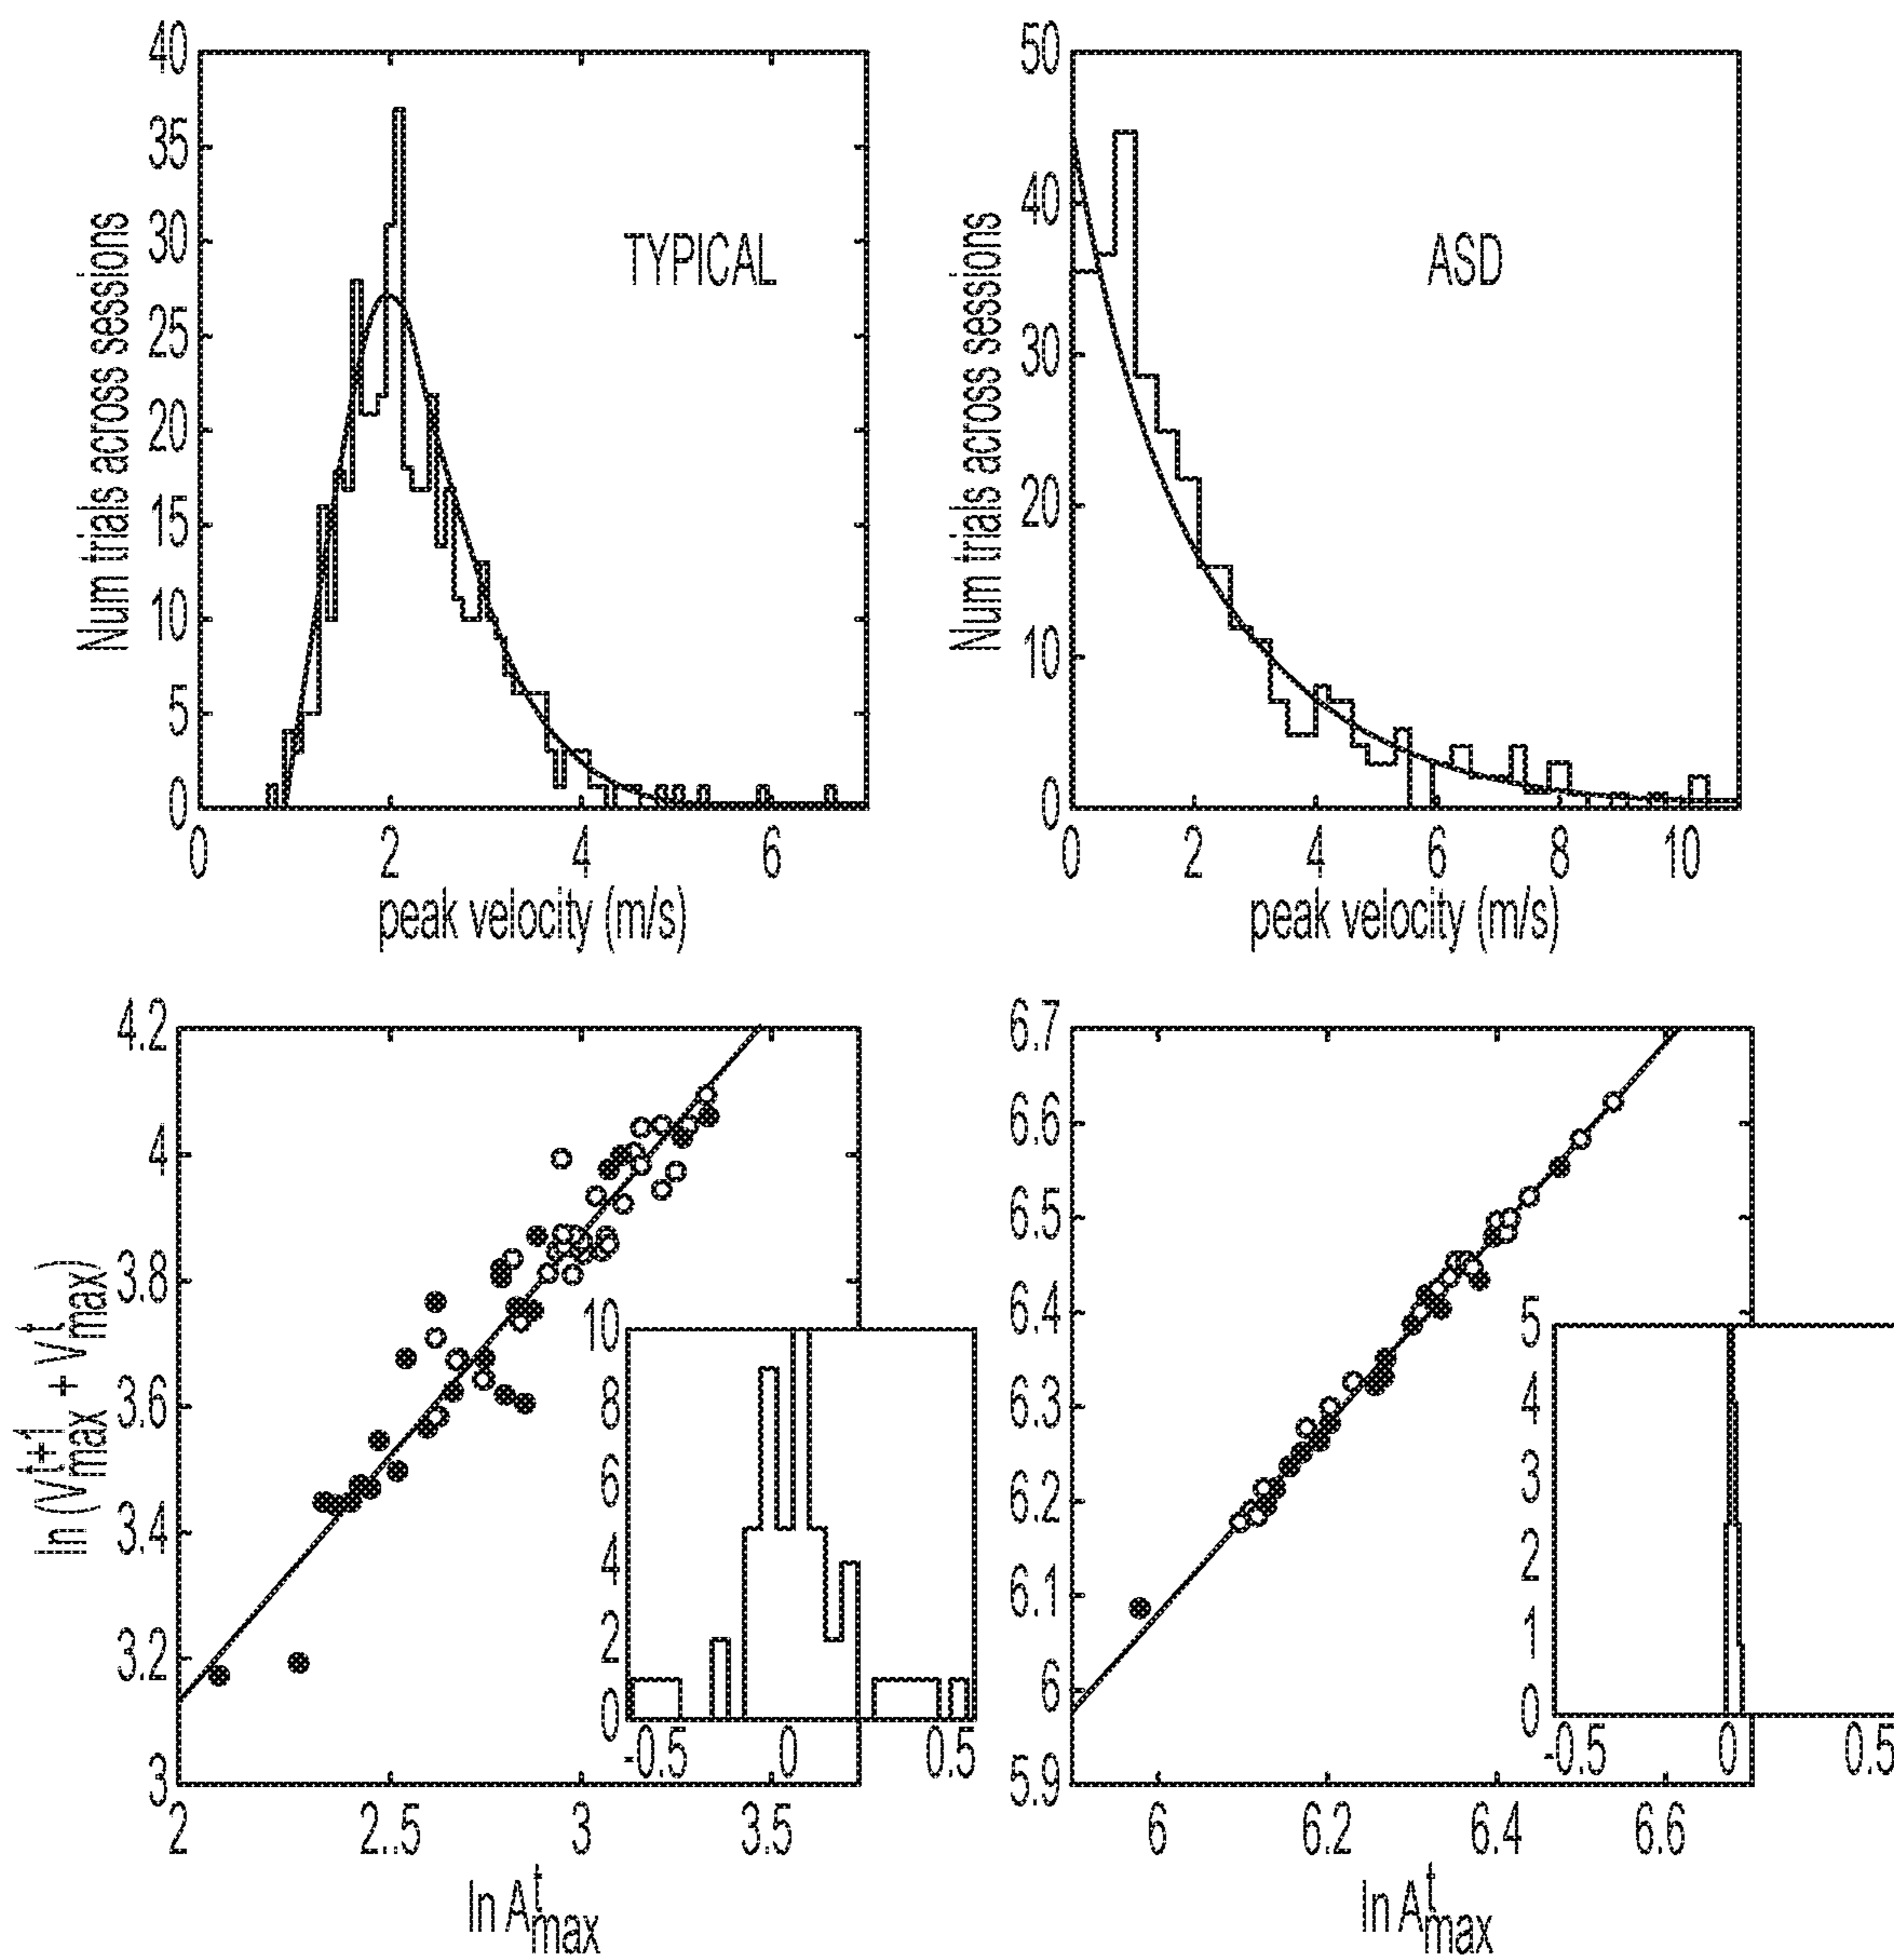 40
35
30
25
20
15
10
5
0
Num trials across sessions
TYPICAL
0 2 4 6
peak velocity (m/s)
50
40
30
20
10
0
Num trials across sessions
ASD
0 2 4 6 8 10
peak velocity (m/s)
4.2
4
3.8
3.6
3.4
3.2
3
ln (V^{t+1}_{max} + V^t_{max})
2 2..5 3 3.5
ln A^t_{max}
10
8
6
4
2
0
-0.5 0 0.5
6.7
6.6
6.5
6.4
6.3
6.2
6.1
6
5.9
6 6.2 6.4 6.6
ln A^t_{max}
5
4
3
2
1
0
-0.5 0 0.5